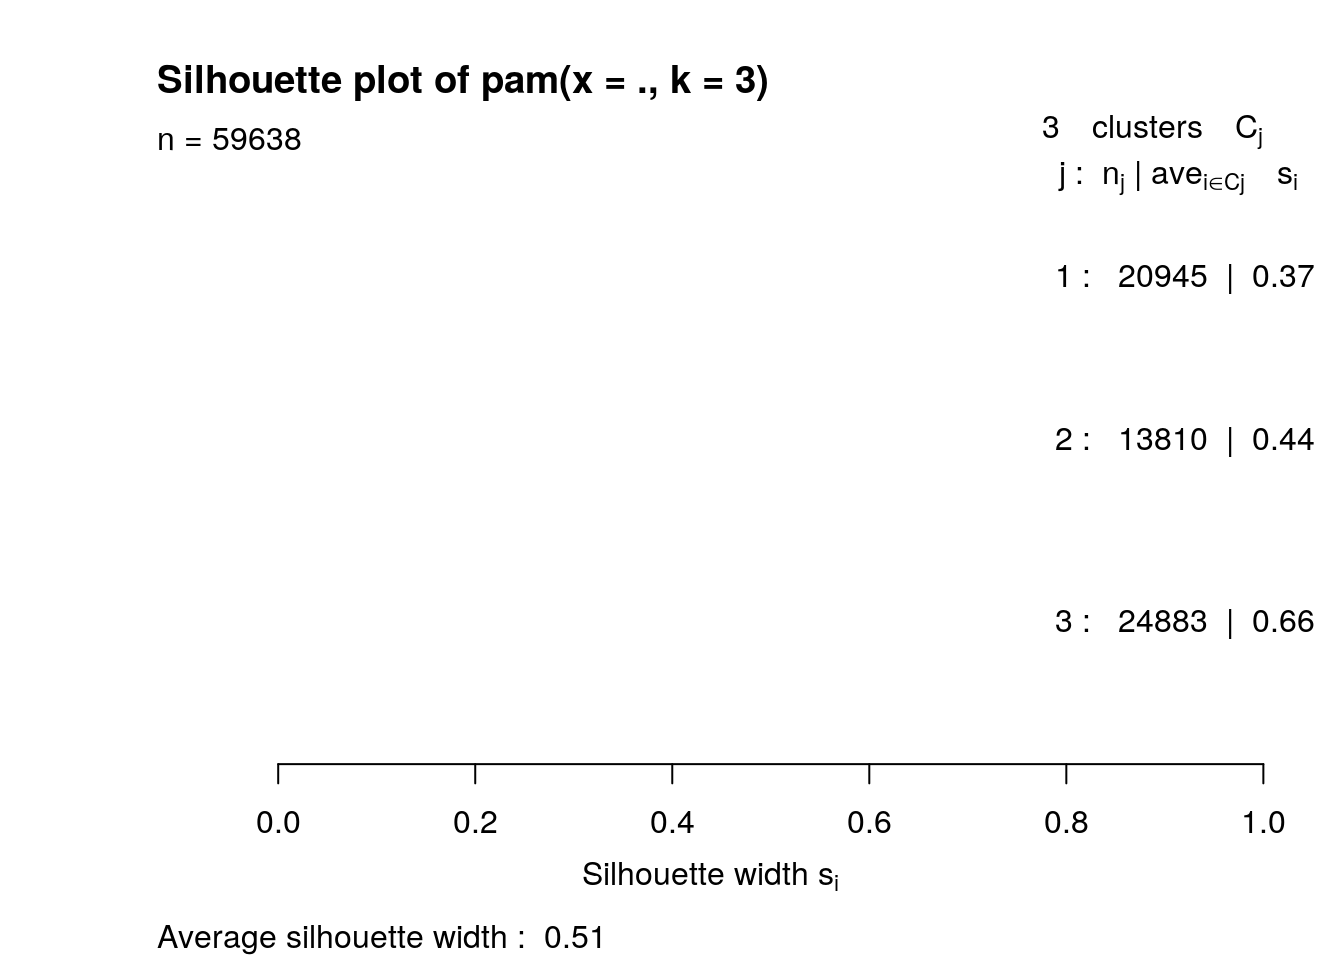 Silhouette plot of pam(x = ., k = 3)
n = 59638
3 clusters Cj
j : nj | avei∈Cj si
1 : 20945 | 0.37
2 : 13810 | 0.44
3 : 24883 | 0.66
0.0 0.2 0.4 0.6 0.8 1.0
Silhouette width si
Average silhouette width : 0.51